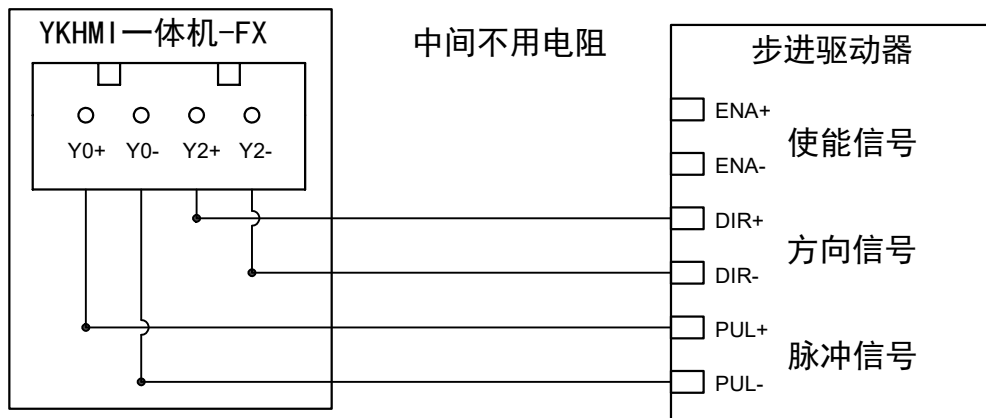 YKHMI一体机-FX
中间不用电阻
步进驱动器
Y0+ Y0- Y2+ Y2-
ENA+
使能信号
ENA-
DIR+
方向信号
DIR-
PUL+
脉冲信号
PUL-